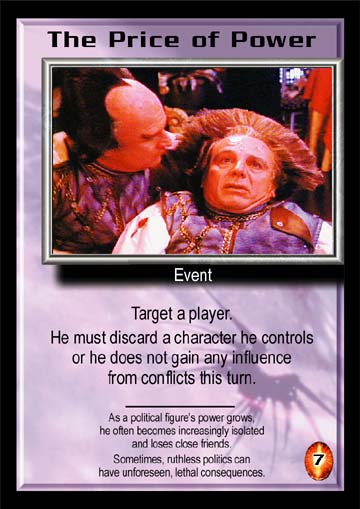 The Price of Power
Event
Target a player.
He must discard a character he controls
or he does not gain any influence
from conflicts this turn.
As a political figure's power grows,
he often becomes increasingly isolated
and loses close friends.
Sometimes, ruthless politics can
have unforeseen, lethal consequences.
7